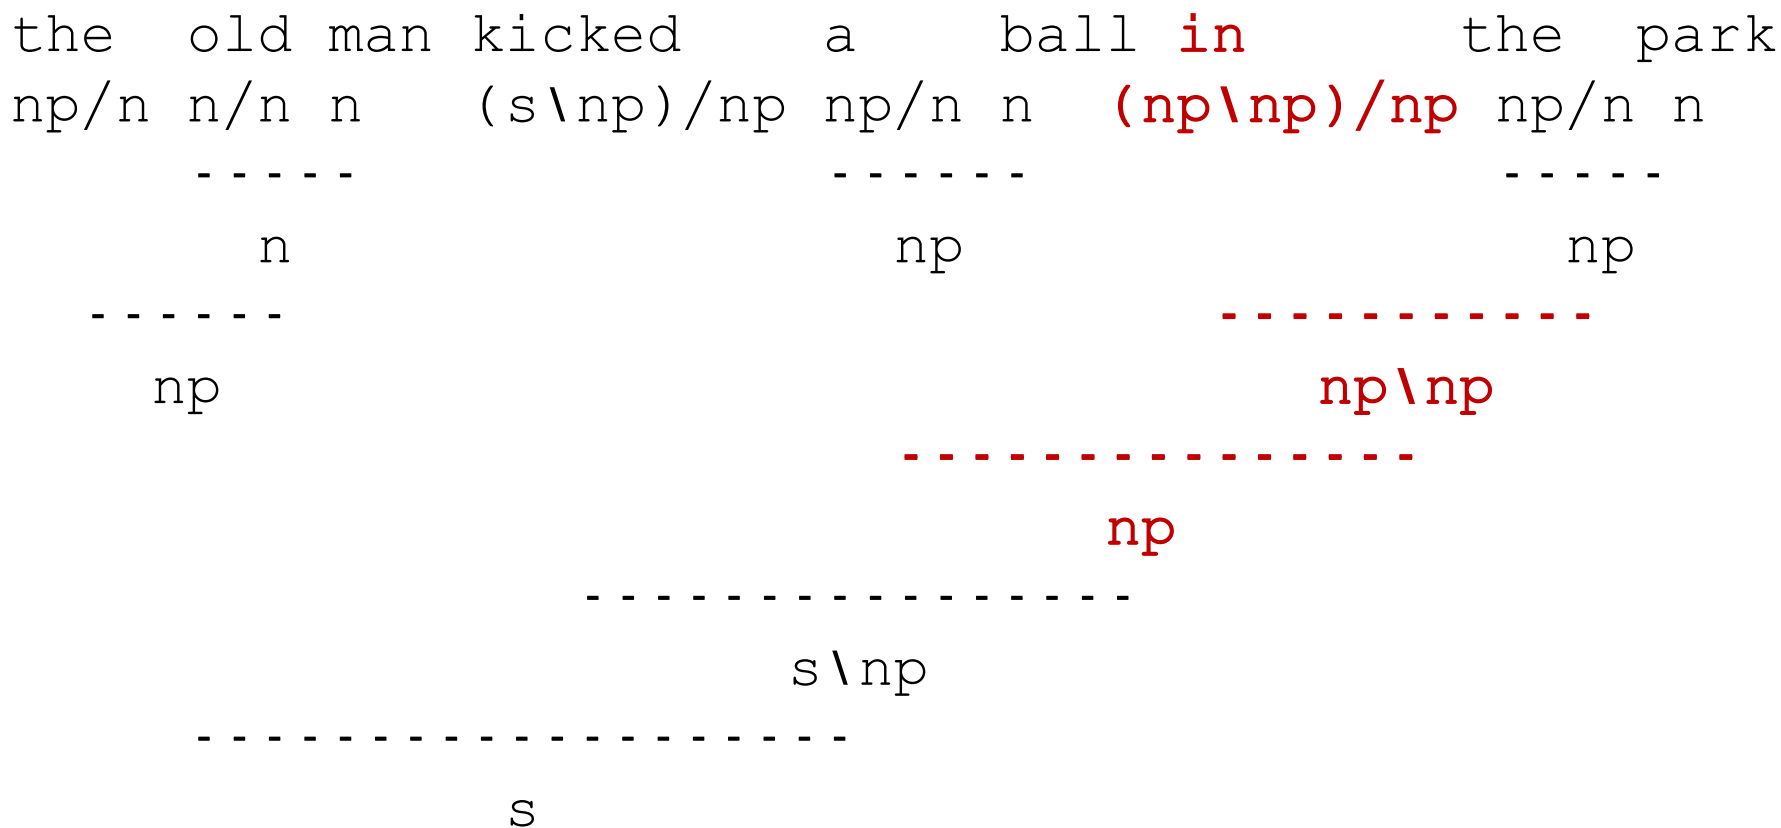 the old man kicked a ball in the park
np/n n/n n (s\np)/np np/n n (np\np)/np np/n n
----- ------ -----
n np np
------ -----------
np np\np
---------------
np
----------------
s\np
-------------------
s